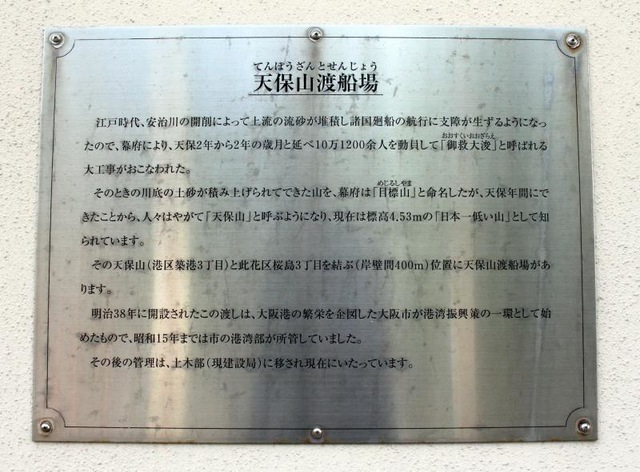 てんぽうざんとせんじょう
天保山渡船場
江戸時代、安治川の開削によって上流の流砂が堆積し諸国廻船の航行に支障が生ずるようになっ
たので、幕府により、天保2年から2年の歳月と延べ10万1200余人を動員して「御救大浚」と呼ばれる
おおすくいおおざらえ
大工事がおこなわれた。
そのときの川底の土砂が積み上げられてできた山を、幕府は「目標山」と命名したが、天保年間にで
めじるしやま
きたことから、人々はやがて「天保山」と呼ぶようになり、現在は標高4.53mの「日本一低い山」として知
られています。
その天保山(港区築港3丁目)と此花区桜島3丁目を結ぶ(岸壁間400m)位置に天保山渡船場があ
ります。
明治38年に開設されたこの渡しは、大阪港の繁栄を企図した大阪市が港湾振興策の一環として始
めたもので、昭和15年までは市の港湾部が所管していました。
その後の管理は、土木部(現建設局)に移され現在にいたっています。